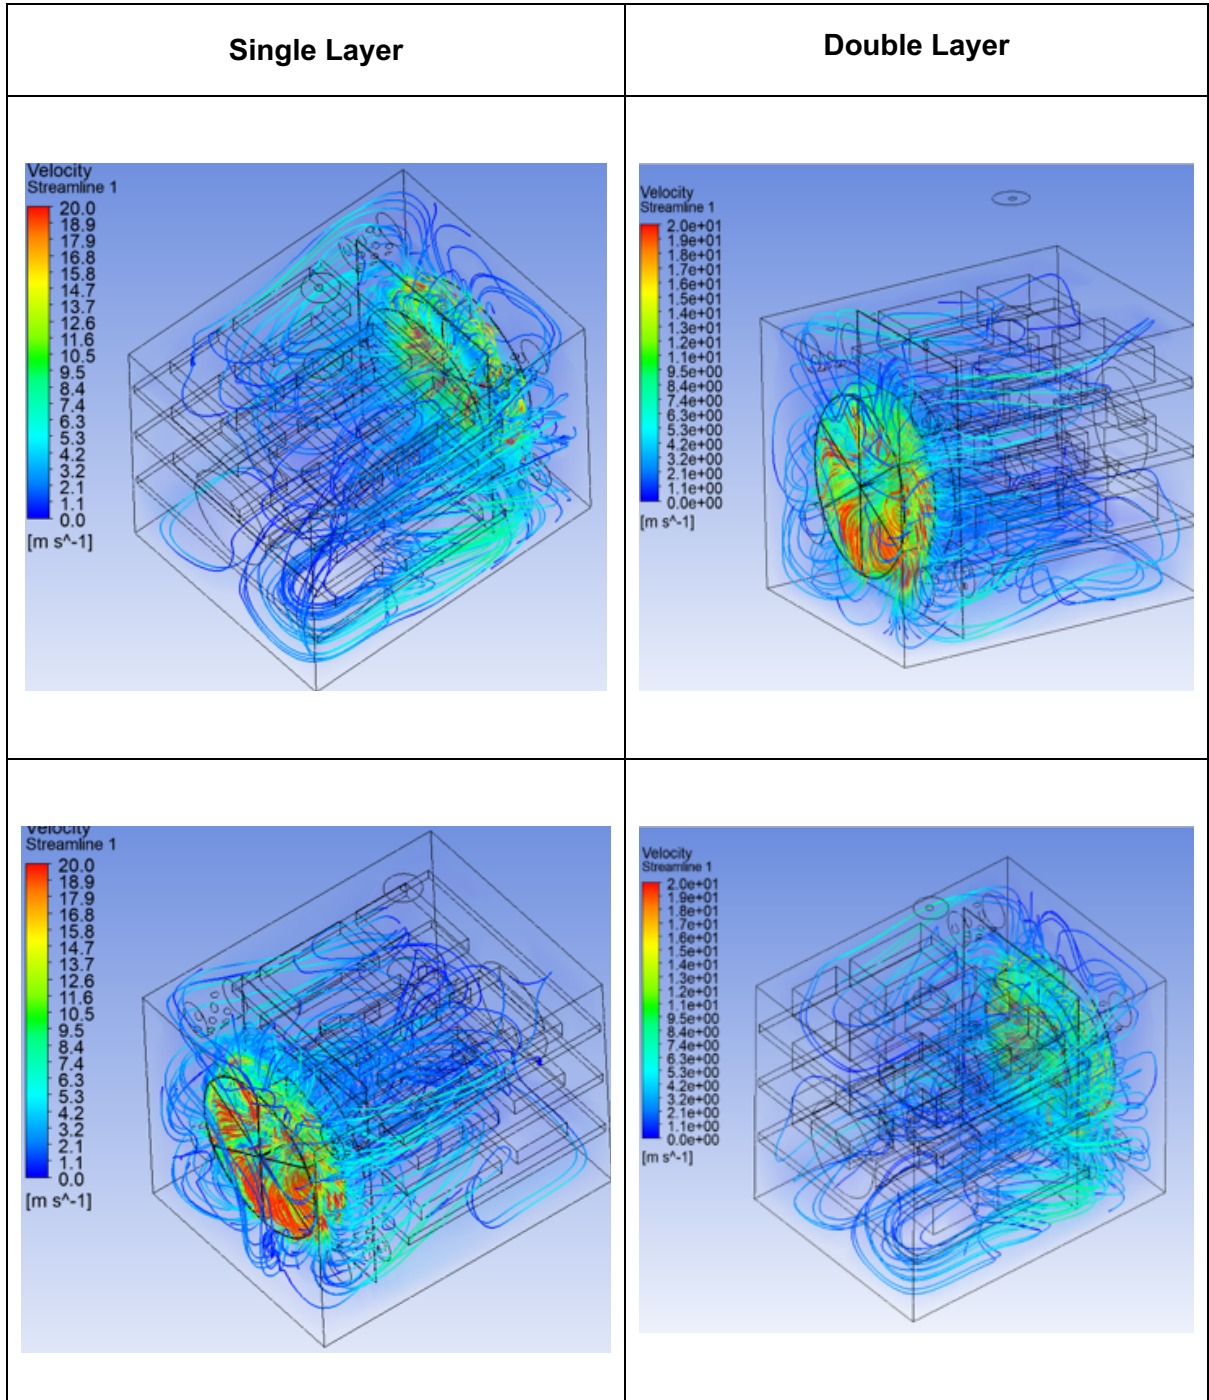 Single Layer
Double Layer
Velocity
Streamline 1
20.0
18.9
17.9
16.8
15.8
14.7
13.7
12.6
11.6
10.5
9.5
8.4
7.4
6.3
5.3
4.2
3.2
2.1
1.1
0.0
[m s^-1]
Velocity
Streamline 1
2.0e+01
1.9e+01
1.8e+01
1.7e+01
1.6e+01
1.5e+01
1.4e+01
1.3e+01
1.2e+01
1.1e+01
9.5e+00
8.4e+00
7.4e+00
6.3e+00
5.3e+00
4.2e+00
3.2e+00
2.1e+00
1.1e+00
0.0e+00
[m s^-1]
Velocity
Streamline 1
20.0
18.9
17.9
16.8
15.8
14.7
13.7
12.6
11.6
10.5
9.5
8.4
7.4
6.3
5.3
4.2
3.2
2.1
1.1
0.0
[m s^-1]
Velocity
Streamline 1
2.0e+01
1.9e+01
1.8e+01
1.7e+01
1.6e+01
1.5e+01
1.4e+01
1.3e+01
1.2e+01
1.1e+01
9.5e+00
8.4e+00
7.4e+00
6.3e+00
5.3e+00
4.2e+00
3.2e+00
2.1e+00
1.1e+00
0.0e+00
[m s^-1]